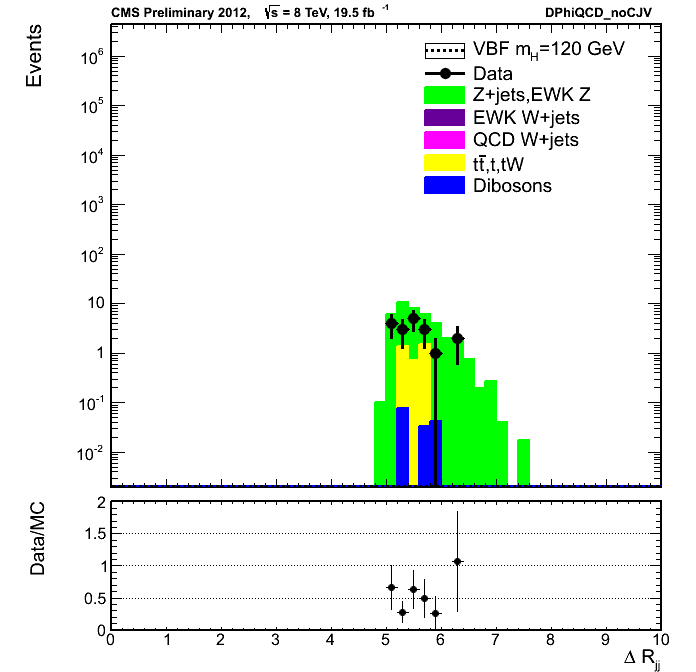 CMS Preliminary 2012, √s = 8 TeV, 19.5 fb⁻¹ DPhiQCD_noCJV
Events
VBF m_H=120 GeV
Data
Z+jets,EWK Z
EWK W+jets
QCD W+jets
tt̄,t,tW
Dibosons
10⁶
10⁵
10⁴
10³
10²
10
1
10⁻¹
10⁻²
Data/MC
2
1.5
1
0.5
0
0 1 2 3 4 5 6 7 8 9 10
Δ R_jj